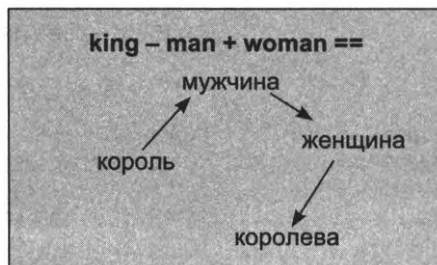 king – man + woman ==
мужчина
женщина
король
королева